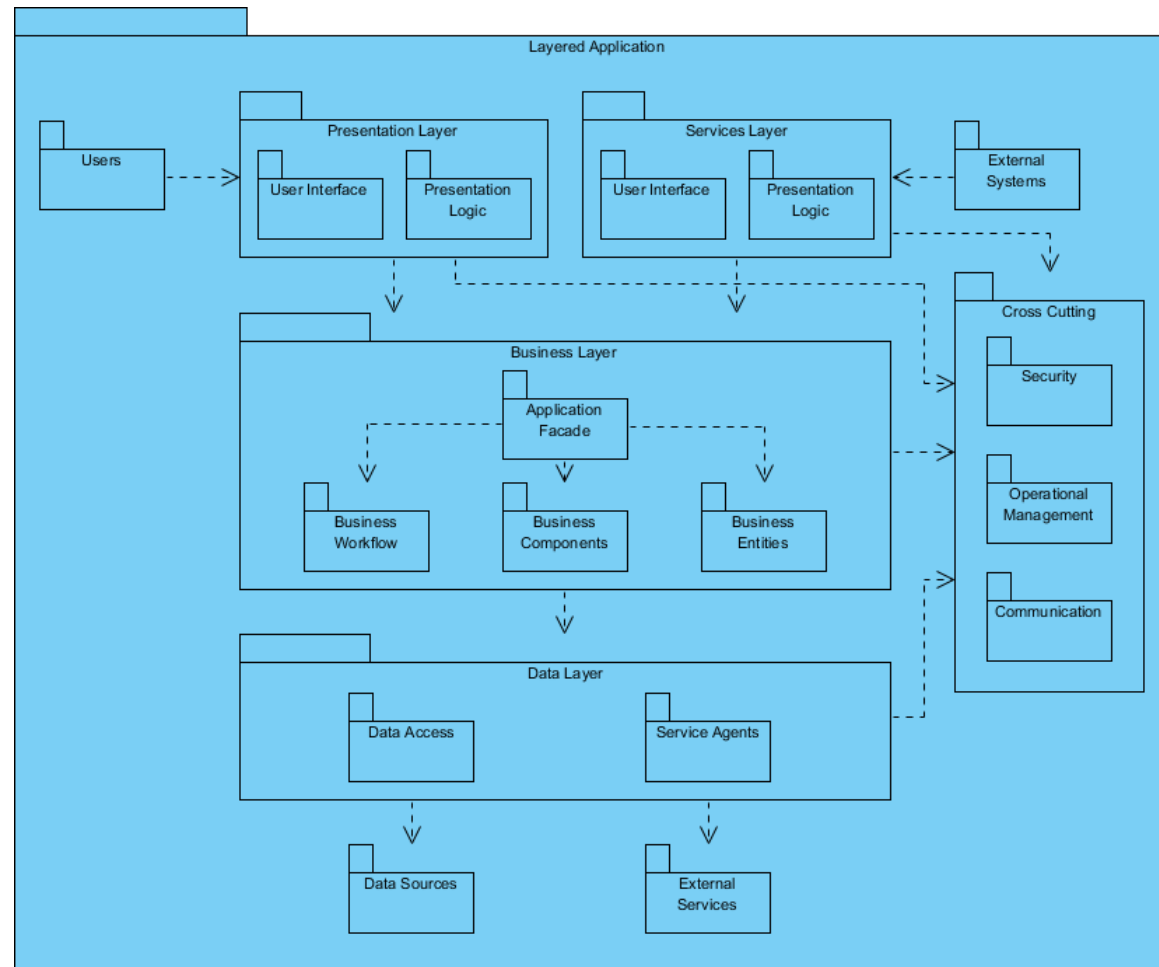 Layered Application
Presentation Layer
Services Layer
Users
User Interface
Presentation
Logic
User Interface
Presentation
Logic
External
Systems
Cross Cutting
Business Layer
Security
Application
Facade
Operational
Management
Business
Workflow
Business
Components
Business
Entities
Communication
Data Layer
Data Access
Service Agents
Data Sources
External
Services